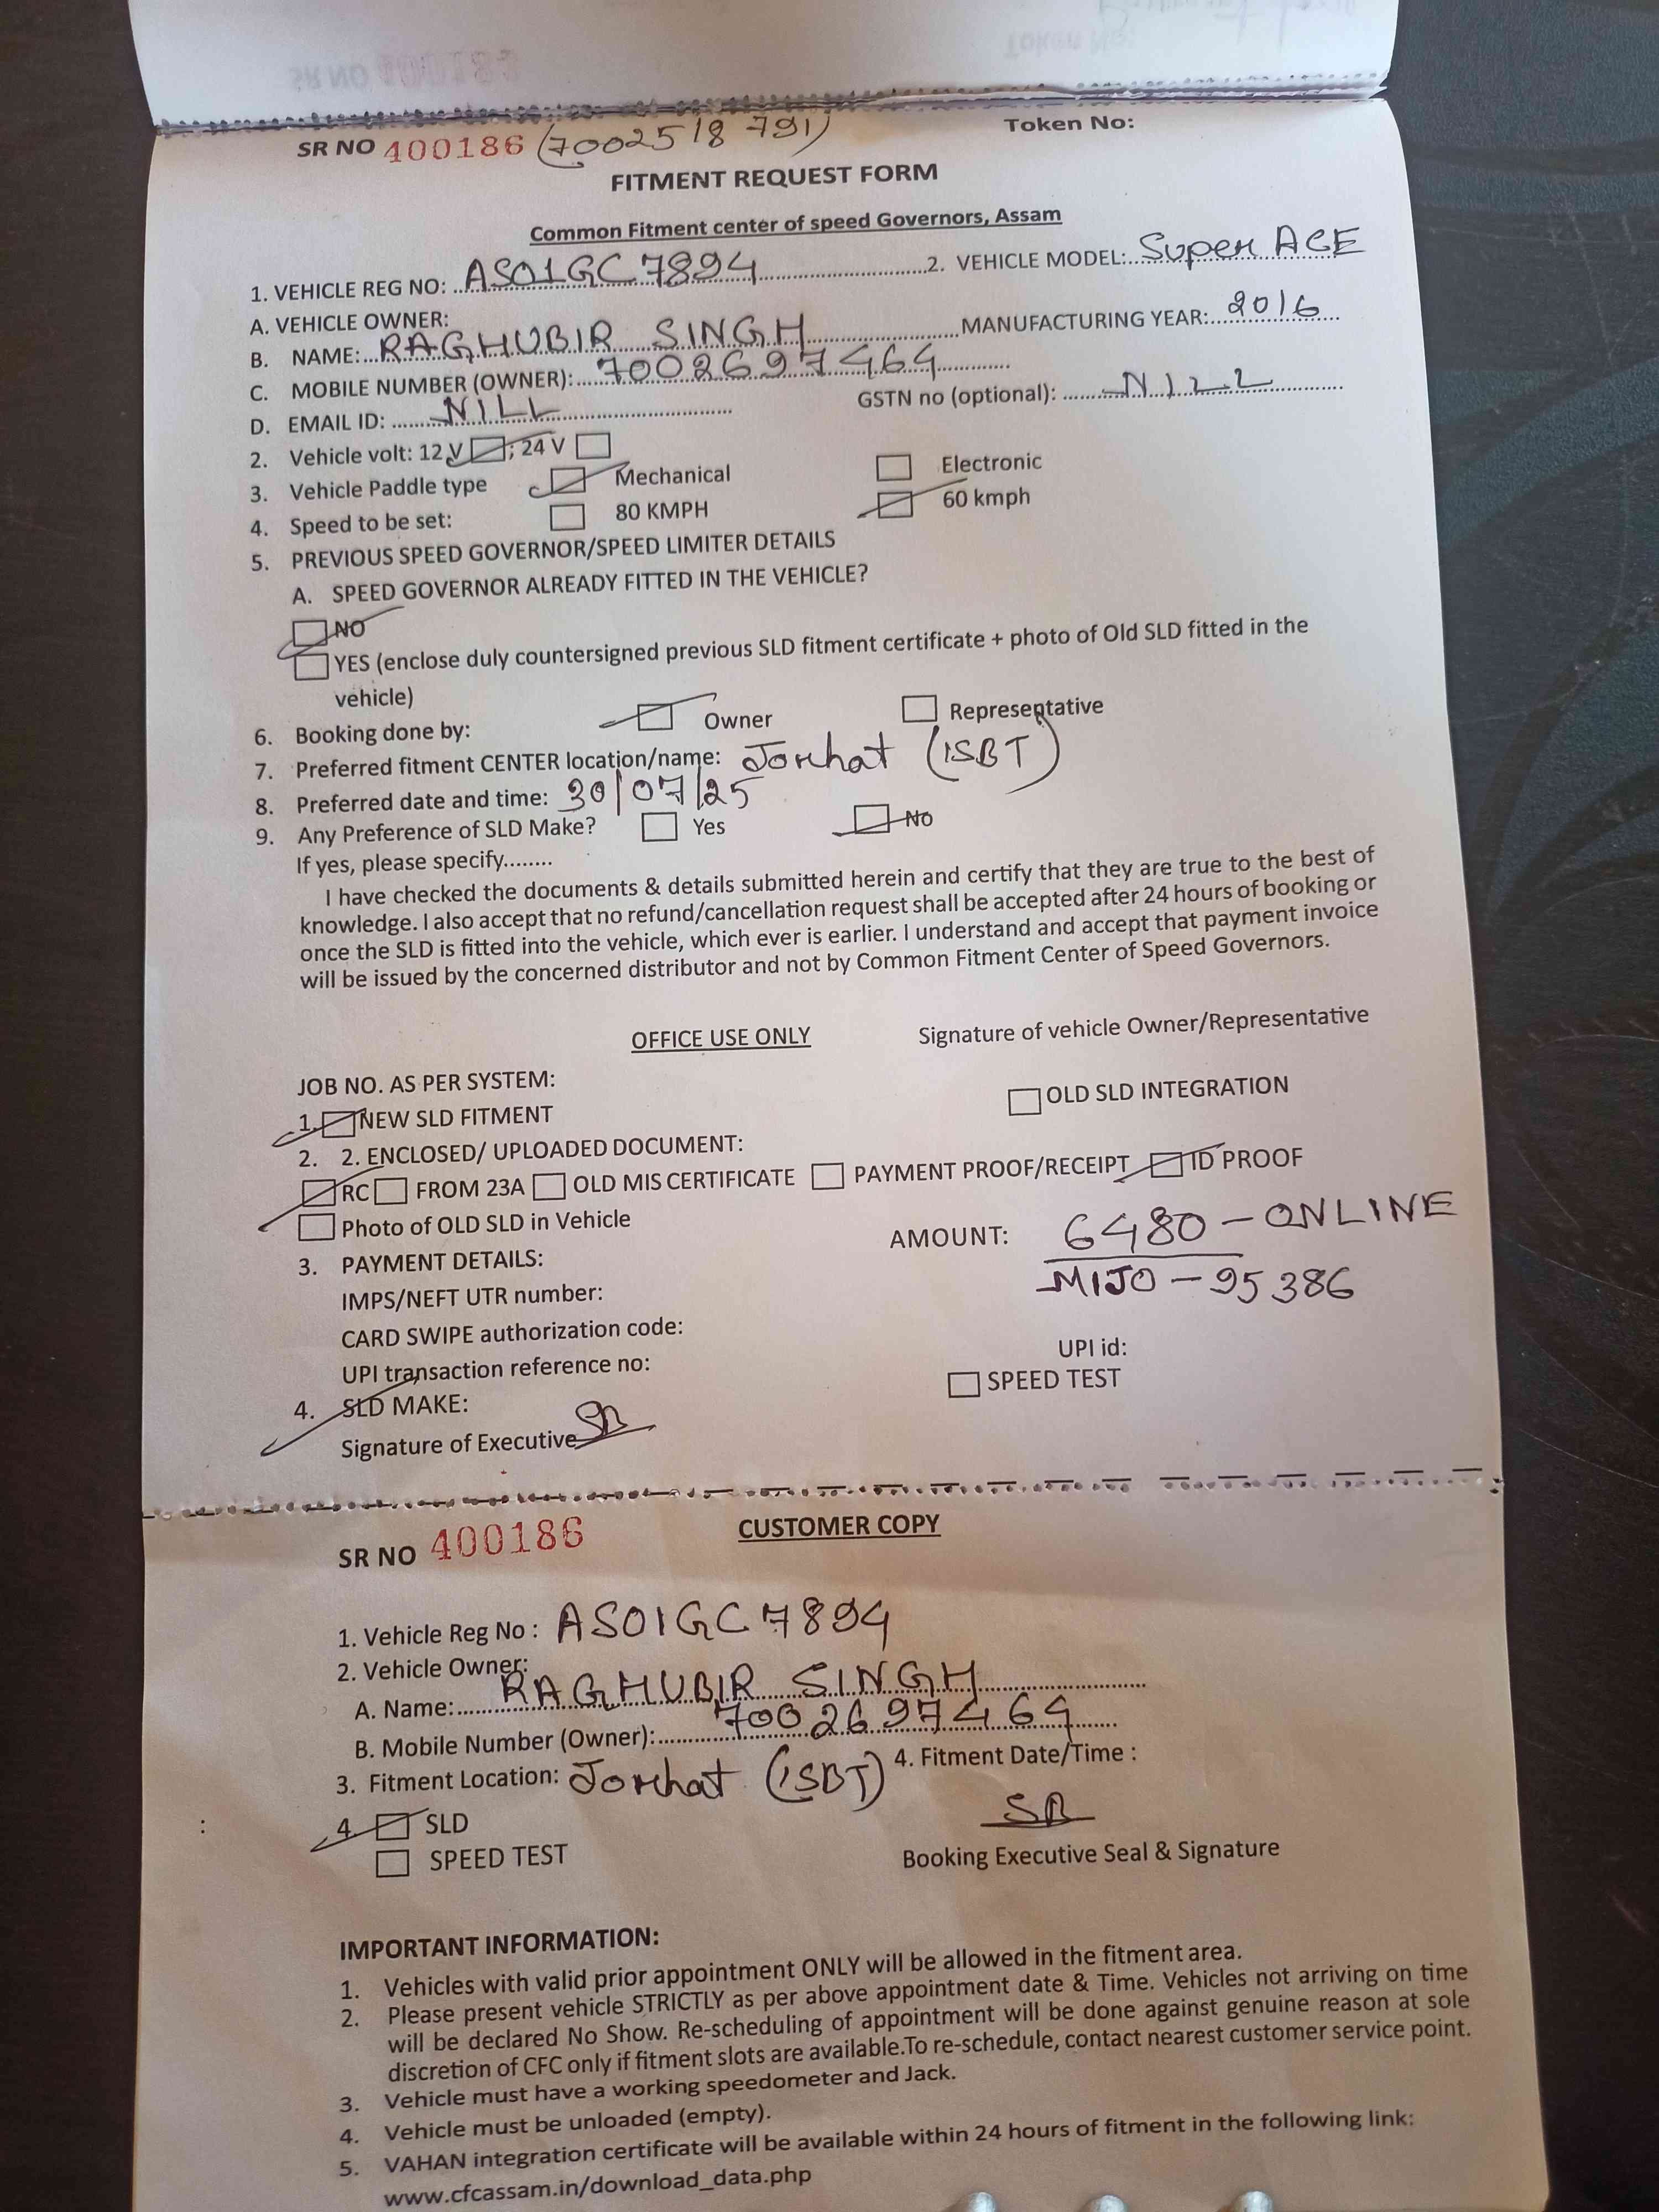 SR NO 400186 (7002518791)
Token No:
FITMENT REQUEST FORM
Common Fitment center of speed Governors, Assam
1. VEHICLE REG NO: ..AS01GC7894..............................2. VEHICLE MODEL:..Super ACE
A. VEHICLE OWNER:
B. NAME:...RAGHUBIR SINGH......................MANUFACTURING YEAR:...2016...
C. MOBILE NUMBER (OWNER):......7002697464............
D. EMAIL ID: ........NILL............................ GSTN no (optional): .......NILL............
2. Vehicle volt: 12 V ; 24 V
3. Vehicle Paddle type Mechanical Electronic
4. Speed to be set: 80 KMPH 60 kmph
5. PREVIOUS SPEED GOVERNOR/SPEED LIMITER DETAILS
A. SPEED GOVERNOR ALREADY FITTED IN THE VEHICLE?
NO
YES (enclose duly countersigned previous SLD fitment certificate + photo of Old SLD fitted in the
vehicle)
6. Booking done by: Owner Representative
7. Preferred fitment CENTER location/name: Jorhat (ISBT)
8. Preferred date and time: 30/07/25
9. Any Preference of SLD Make? Yes No
If yes, please specify........
I have checked the documents & details submitted herein and certify that they are true to the best of
knowledge. I also accept that no refund/cancellation request shall be accepted after 24 hours of booking or
once the SLD is fitted into the vehicle, which ever is earlier. I understand and accept that payment invoice
will be issued by the concerned distributor and not by Common Fitment Center of Speed Governors.
OFFICE USE ONLY
Signature of vehicle Owner/Representative
JOB NO. AS PER SYSTEM:
1. NEW SLD FITMENT OLD SLD INTEGRATION
2. 2. ENCLOSED/ UPLOADED DOCUMENT:
RC FROM 23A OLD MIS CERTIFICATE PAYMENT PROOF/RECEIPT ID PROOF
Photo of OLD SLD in Vehicle
AMOUNT: 6480 - ONLINE
3. PAYMENT DETAILS:
MIJO - 95386
IMPS/NEFT UTR number:
CARD SWIPE authorization code:
UPI transaction reference no: UPI id:
4. SLD MAKE: SPEED TEST
Signature of Executive
SR NO 400186
CUSTOMER COPY
1. Vehicle Reg No : AS01GC7894
2. Vehicle Owner:
A. Name:...RAGHUBIR SINGH..............................
B. Mobile Number (Owner):...........7002697464.......
3. Fitment Location: Jorhat (ISBT) 4. Fitment Date/Time :
4. SLD
SPEED TEST
Booking Executive Seal & Signature
IMPORTANT INFORMATION:
1. Vehicles with valid prior appointment ONLY will be allowed in the fitment area.
2. Please present vehicle STRICTLY as per above appointment date & Time. Vehicles not arriving on time
will be declared No Show. Re-scheduling of appointment will be done against genuine reason at sole
discretion of CFC only if fitment slots are available.To re-schedule, contact nearest customer service point.
3. Vehicle must have a working speedometer and Jack.
4. Vehicle must be unloaded (empty).
5. VAHAN integration certificate will be available within 24 hours of fitment in the following link:
www.cfcassam.in/download_data.php